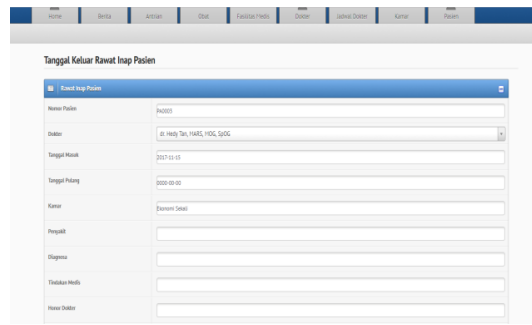 Home Berita Antrian Obat Fasilitas Medis Dokter Jadwal Dokter Kamar Pasien
Tanggal Keluar Rawat Inap Pasien
Rawat Inap Pasien
Nomor Pasien PA0003
Dokter dr. Hedy Tan, MARS, MOG, SpOG
Tanggal Masuk 2017-11-15
Tanggal Pulang 0000-00-00
Kamar Ekonomi Sekali
Penyakit
Diagnosa
Tindakan Medis
Honor Dokter